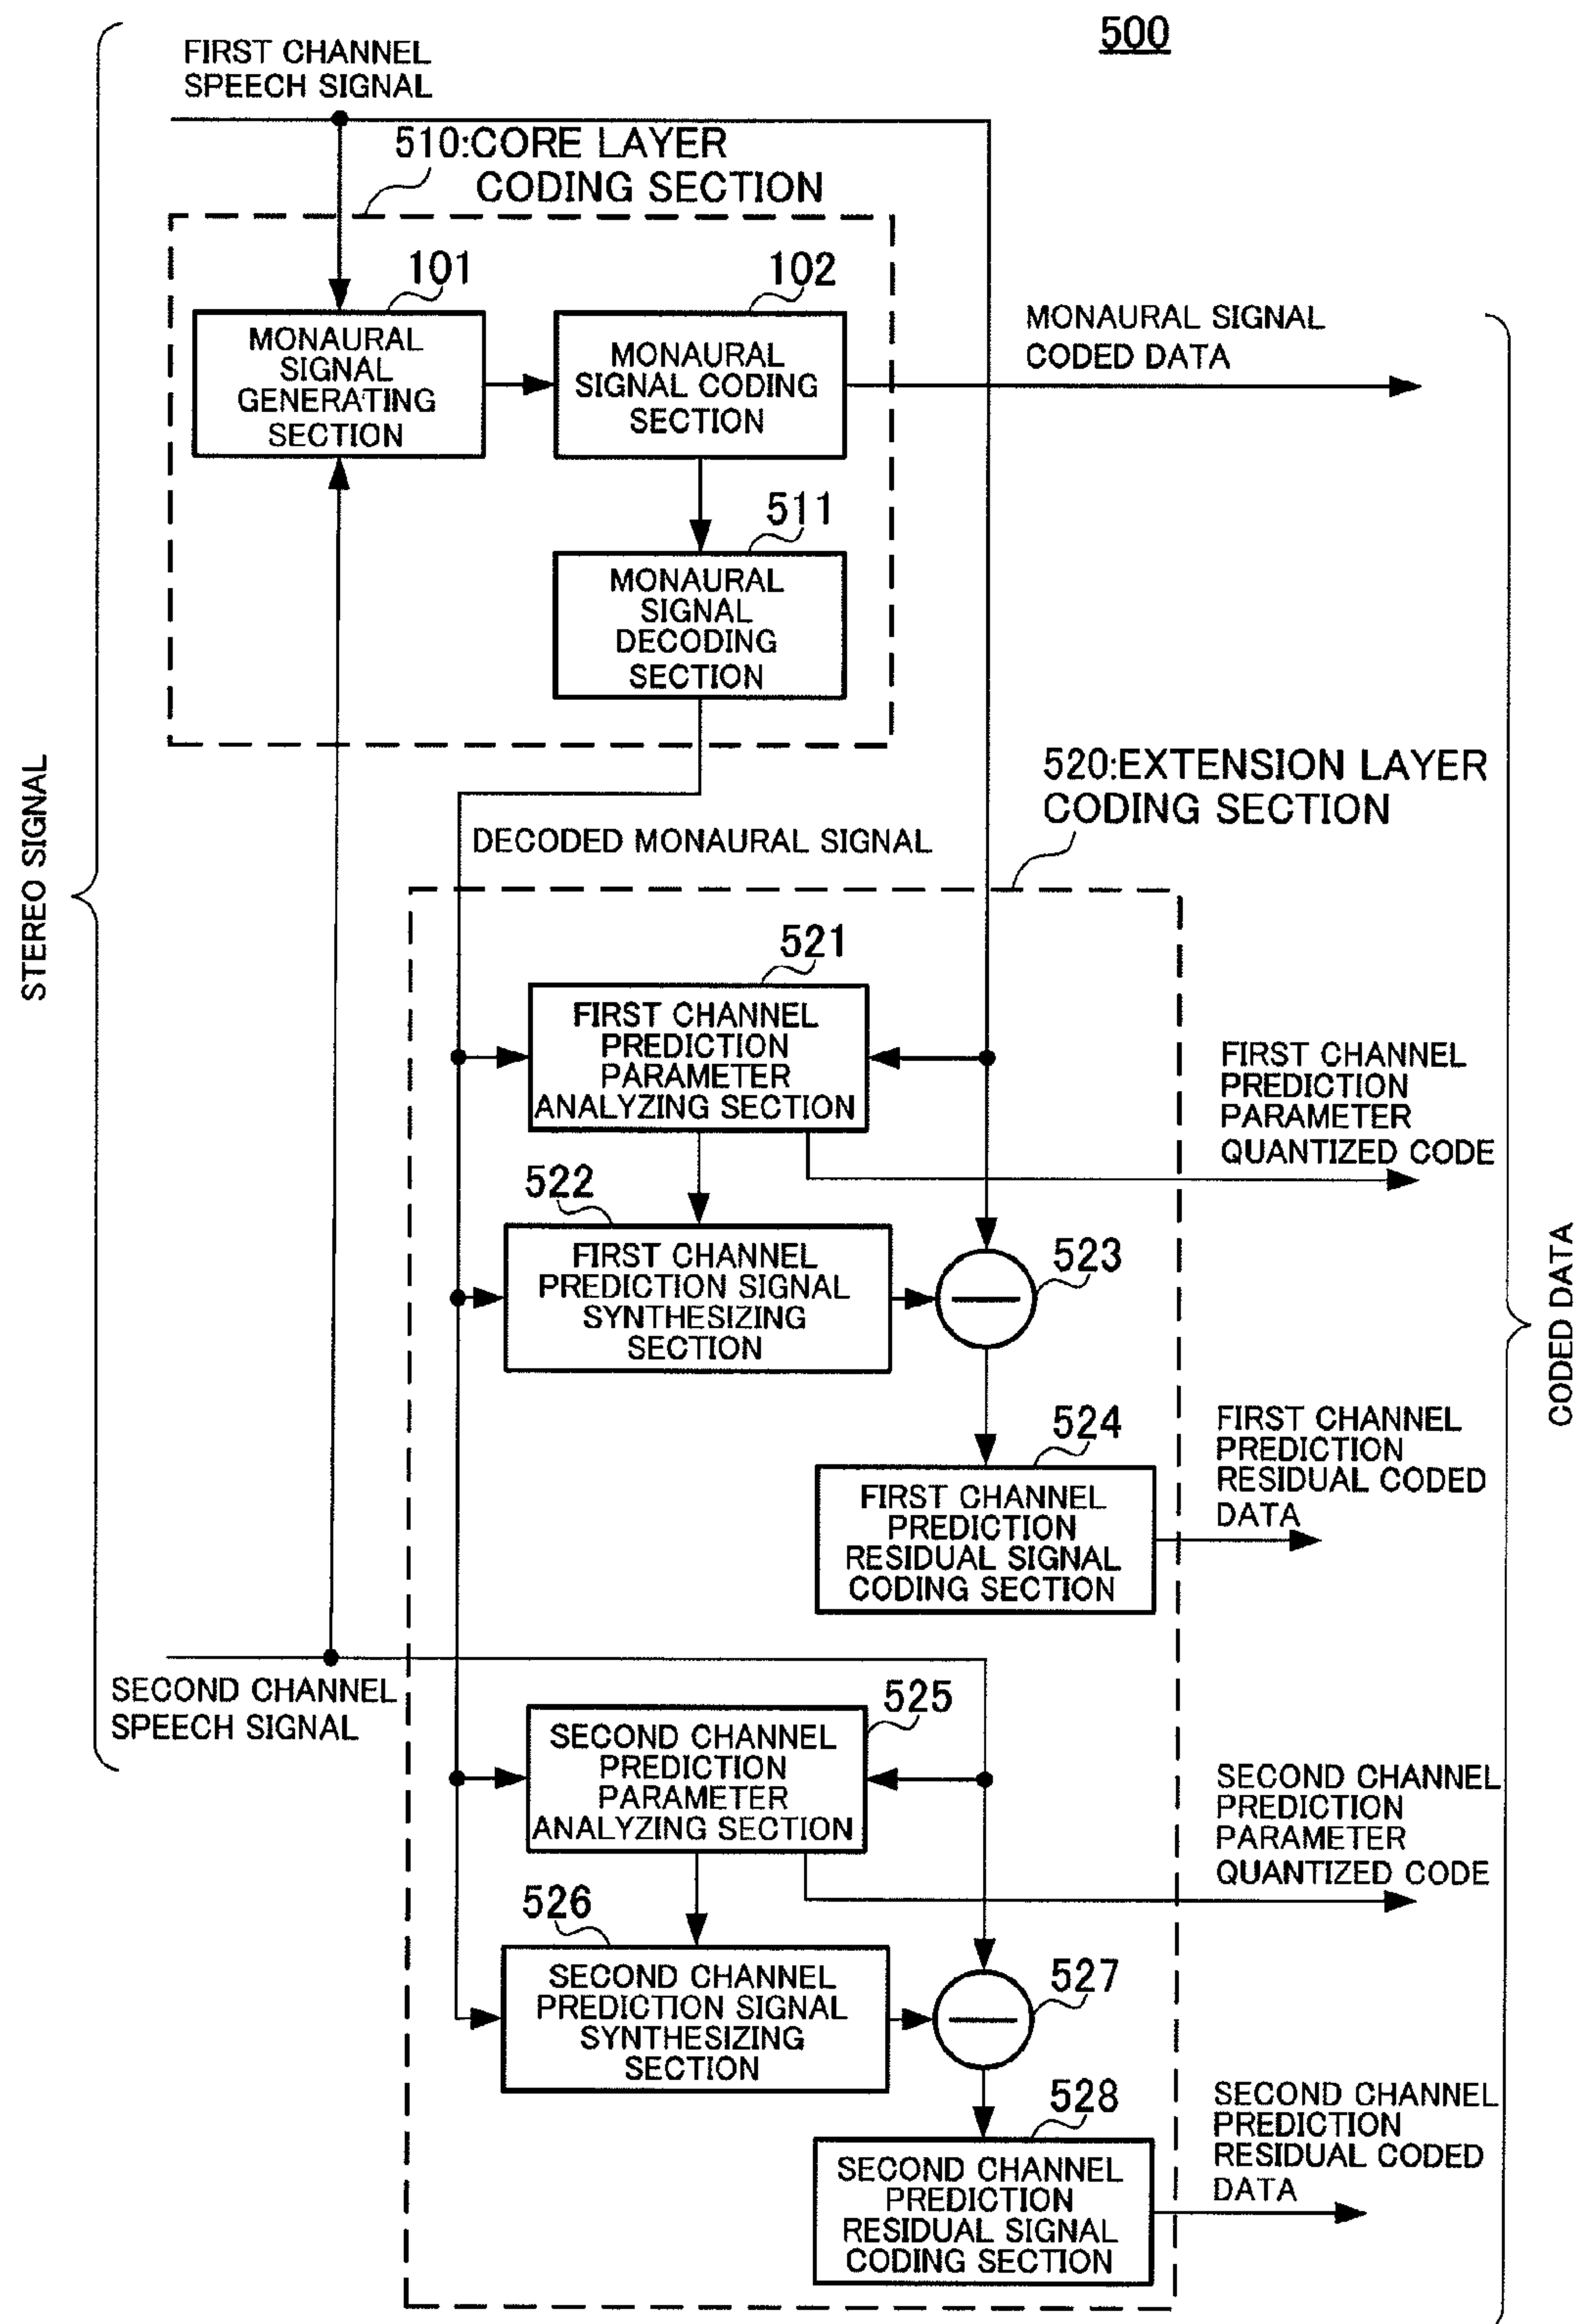 500
FIRST CHANNEL
SPEECH SIGNAL
510:CORE LAYER
CODING SECTION
101
102
MONAURAL
SIGNAL
GENERATING
SECTION
MONAURAL
SIGNAL CODING
SECTION
MONAURAL SIGNAL
CODED DATA
511
MONAURAL
SIGNAL
DECODING
SECTION
STEREO SIGNAL
520:EXTENSION LAYER
CODING SECTION
DECODED MONAURAL SIGNAL
521
FIRST CHANNEL
PREDICTION
PARAMETER
ANALYZING SECTION
FIRST CHANNEL
PREDICTION
PARAMETER
QUANTIZED CODE
522
FIRST CHANNEL
PREDICTION SIGNAL
SYNTHESIZING
SECTION
523
CODED DATA
524
FIRST CHANNEL
PREDICTION
RESIDUAL SIGNAL
CODING SECTION
FIRST CHANNEL
PREDICTION
RESIDUAL CODED
DATA
SECOND CHANNEL
SPEECH SIGNAL
525
SECOND CHANNEL
PREDICTION
PARAMETER
ANALYZING SECTION
SECOND CHANNEL
PREDICTION
PARAMETER
QUANTIZED CODE
526
SECOND CHANNEL
PREDICTION SIGNAL
SYNTHESIZING
SECTION
527
528
SECOND CHANNEL
PREDICTION
RESIDUAL SIGNAL
CODING SECTION
SECOND CHANNEL
PREDICTION
RESIDUAL CODED
DATA